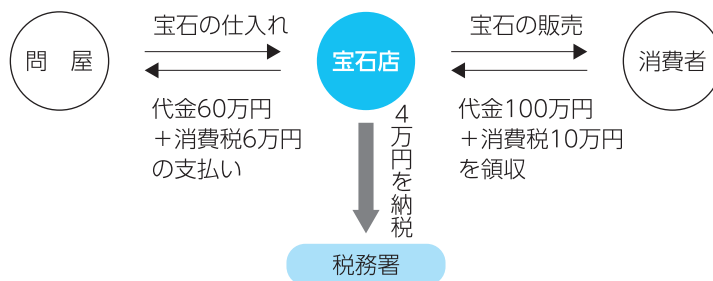 宝石の仕入れ
宝石の販売
問　屋
宝石店
消費者
代金60万円
＋消費税6万円
の支払い
4万円を納税
代金100万円
＋消費税10万円
を領収
税務署